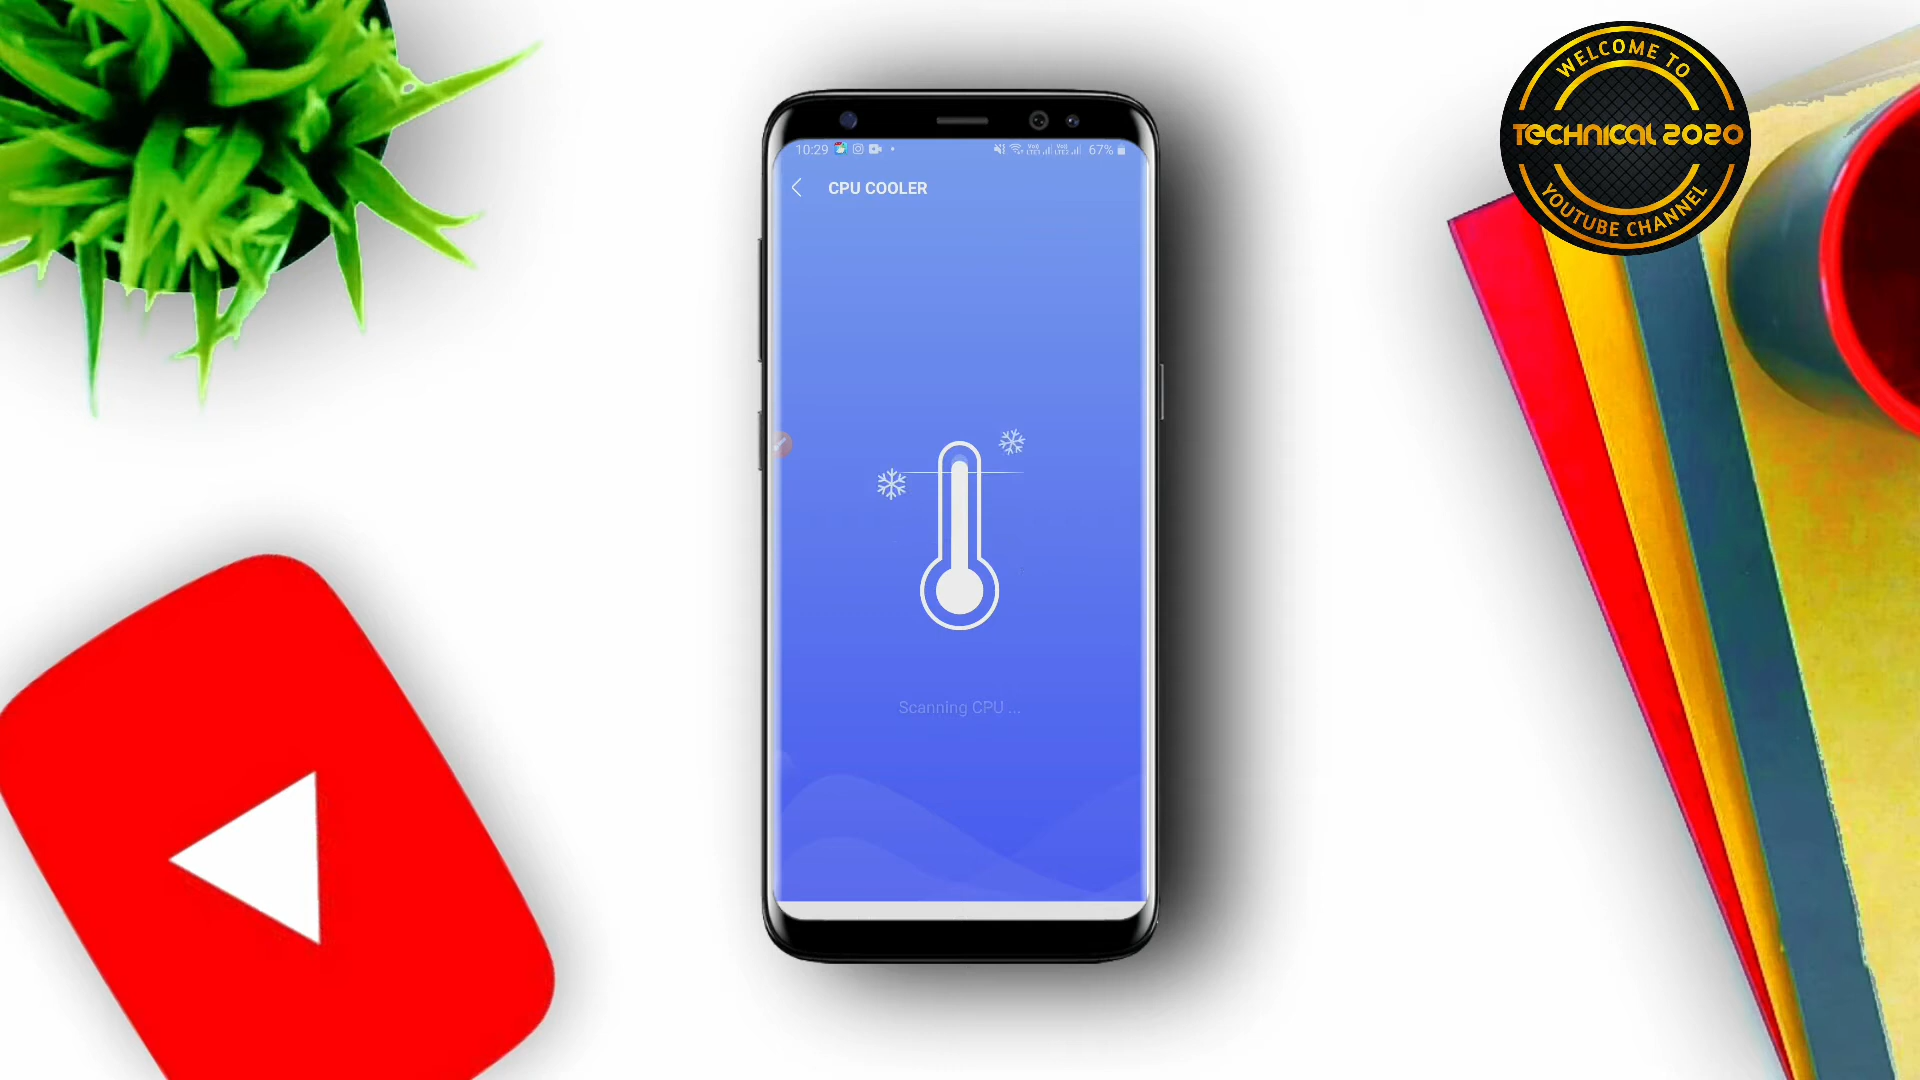 WELCOME TO
TECHNICAL 2020
YOUTUBE CHANNEL
10:29
67%
CPU COOLER
Scanning CPU ...